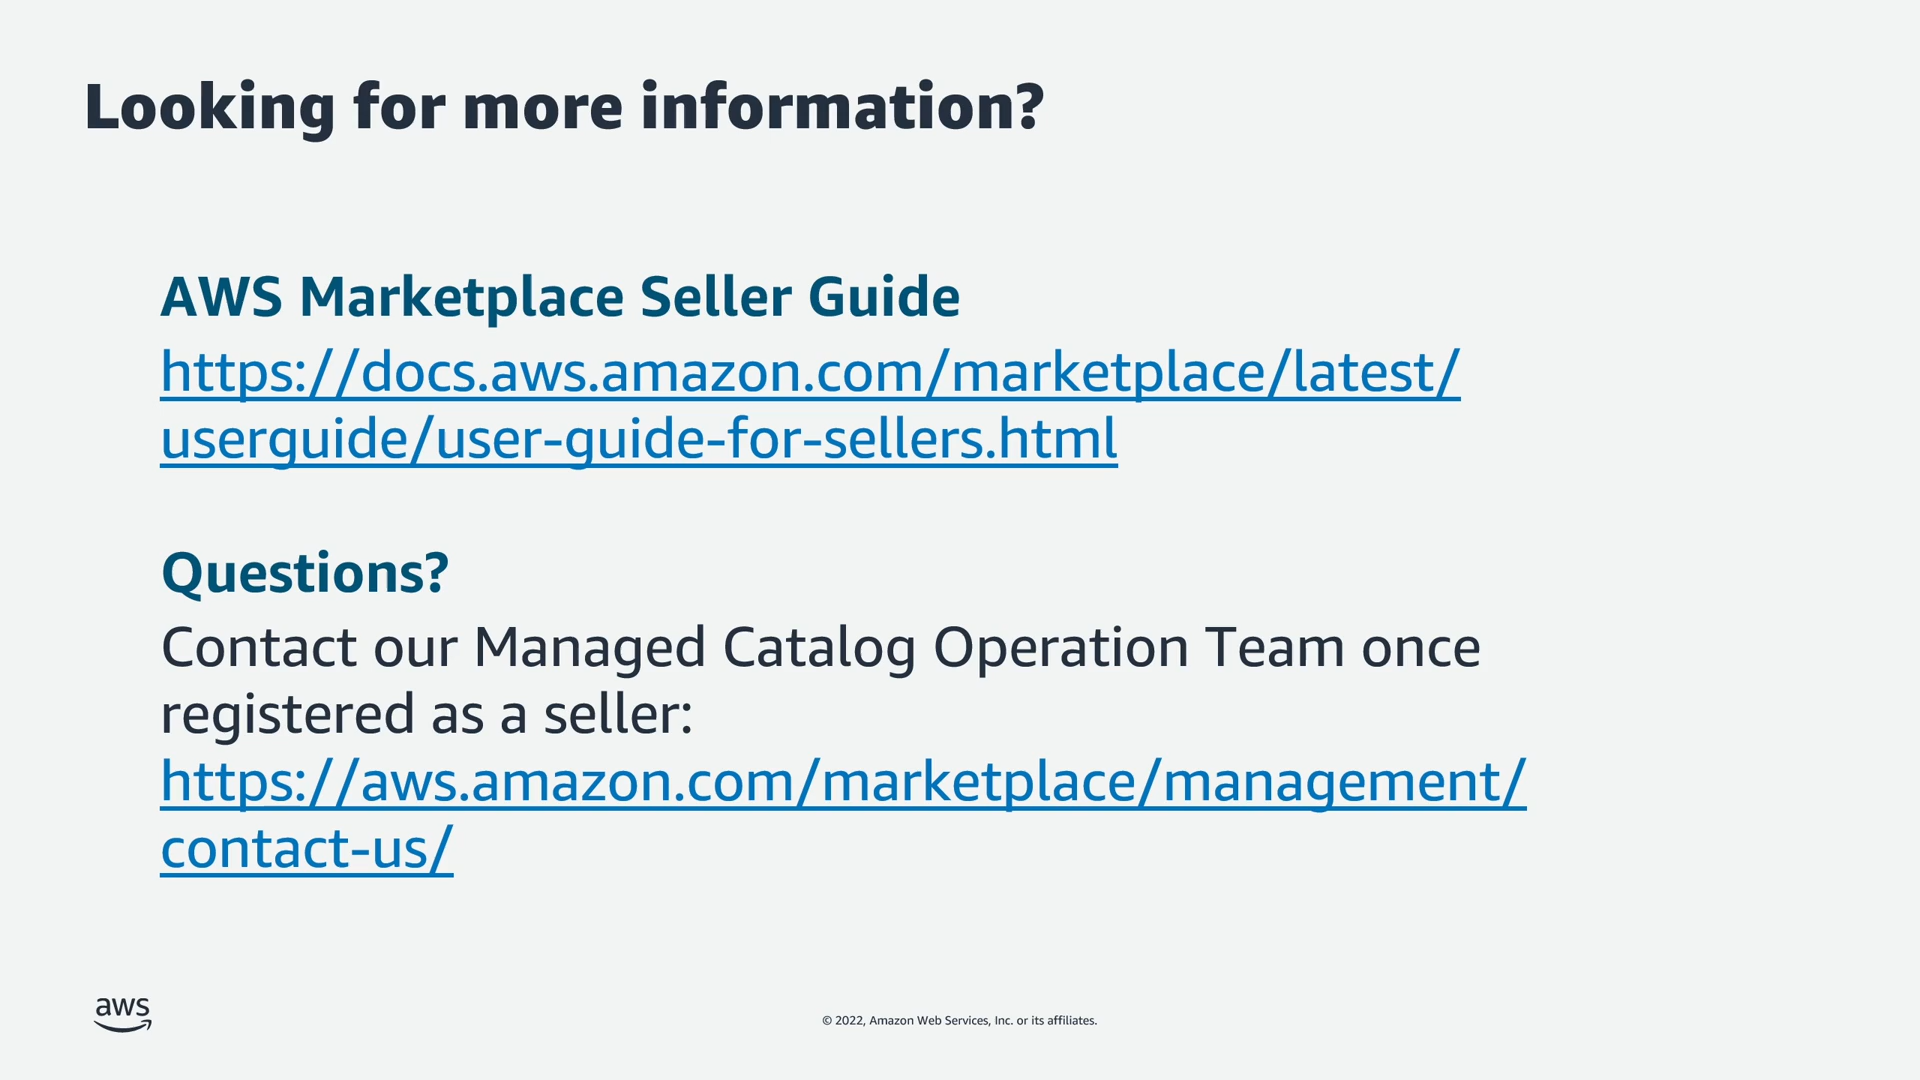 Looking for more information?
AWS Marketplace Seller Guide
https://docs.aws.amazon.com/marketplace/latest/
userguide/user-guide-for-sellers.html
Questions?
Contact our Managed Catalog Operation Team once
registered as a seller:
https://aws.amazon.com/marketplace/management/
contact-us/
aws
© 2022, Amazon Web Services, Inc. or its affiliates.